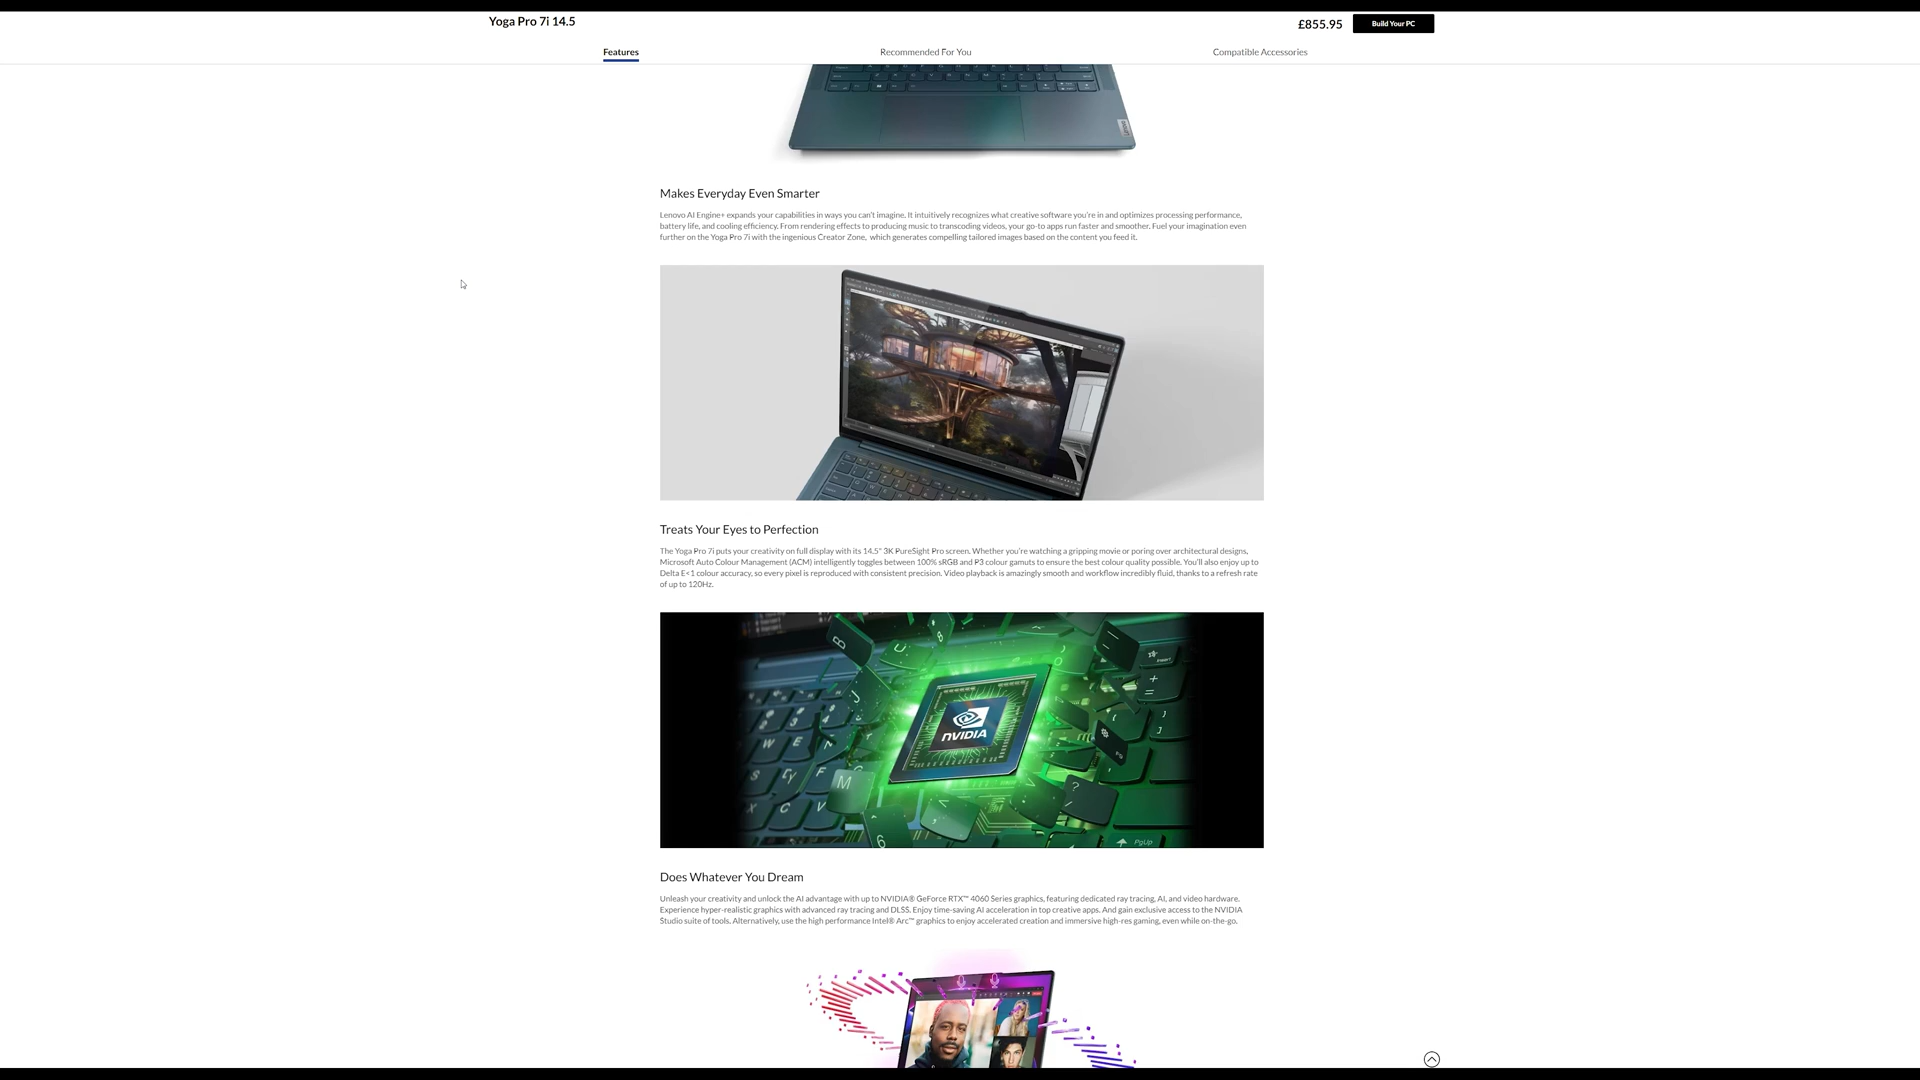 Yoga Pro 7i 14.5
£855.95
Build Your PC
Features
Recommended For You
Compatible Accessories
Makes Everyday Even Smarter
Lenovo AI Engine+ expands your capabilities in ways you can't imagine. It intuitively recognizes what creative software you're in and optimizes processing performance,
battery life, and cooling efficiency. From rendering effects to producing music to transcoding videos, your go-to apps run faster and smoother. Fuel your imagination even
further on the Yoga Pro 7i with the ingenious Creator Zone, which generates compelling tailored images based on the content you feed it.
Treats Your Eyes to Perfection
The Yoga Pro 7i puts your creativity on full display with its 14.5" 3K PureSight Pro screen. Whether you're watching a gripping movie or poring over architectural designs,
Microsoft Auto Colour Management (ACM) intelligently toggles between 100% sRGB and P3 colour gamuts to ensure the best colour quality possible. You'll also enjoy up to
Delta E<1 colour accuracy, so every pixel is reproduced with consistent precision. Video playback is amazingly smooth and workflow incredibly fluid, thanks to a refresh rate
of up to 120Hz.
NVIDIA
PgUp
Does Whatever You Dream
Unleash your creativity and unlock the AI advantage with up to NVIDIA® GeForce RTX™ 4060 Series graphics, featuring dedicated ray tracing, AI, and video hardware.
Experience hyper-realistic graphics with advanced ray tracing and DLSS. Enjoy time-saving AI acceleration in top creative apps. And gain exclusive access to the NVIDIA
Studio suite of tools. Alternatively, use the high performance Intel® Arc™ graphics to enjoy accelerated creation and immersive high-res gaming, even while on-the-go.